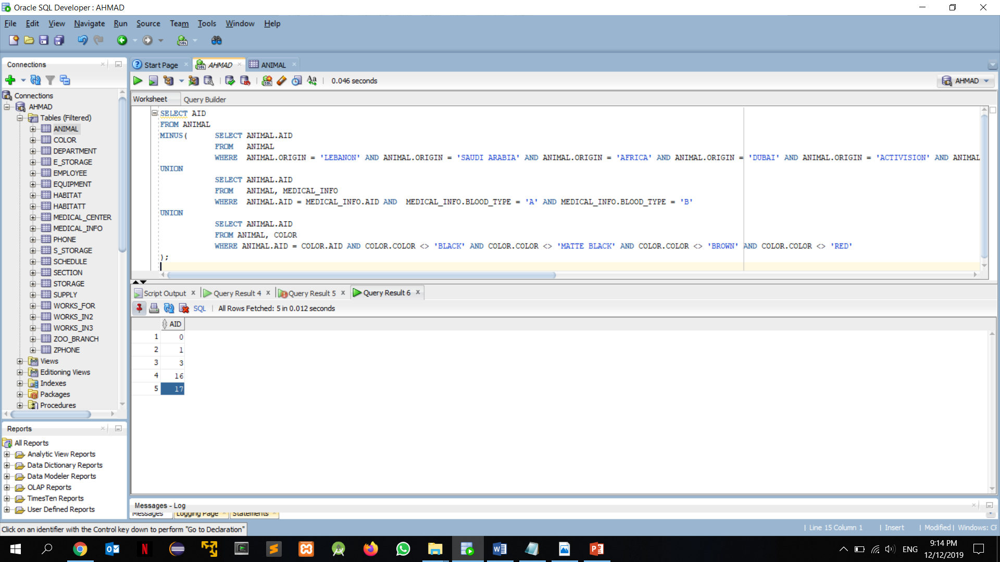 Oracle SQL Developer : AHMAD
File Edit View Navigate Run Source Team Tools Window Help
Connections
Start Page
AHMAD
ANIMAL
0.046 seconds
AHMAD
Worksheet
Query Builder
Connections
AHMAD
Tables (Filtered)
ANIMAL
COLOR
DEPARTMENT
E_STORAGE
EMPLOYEE
EQUIPMENT
HABITAT
HABITATT
MEDICAL_CENTER
MEDICAL_INFO
PHONE
S_STORAGE
SCHEDULE
SECTION
STORAGE
SUPPLY
WORKS_FOR
WORKS_IN2
WORKS_IN3
ZOO_BRANCH
ZPHONE
Views
Editioning Views
Indexes
Packages
Procedures
SELECT AID
FROM ANIMAL
MINUS( SELECT ANIMAL.AID
FROM ANIMAL
WHERE ANIMAL.ORIGIN = 'LEBANON' AND ANIMAL.ORIGIN = 'SAUDI ARABIA' AND ANIMAL.ORIGIN = 'AFRICA' AND ANIMAL.ORIGIN = 'DUBAI' AND ANIMAL.ORIGIN = 'ACTIVISION' AND ANIMAL
UNION
SELECT ANIMAL.AID
FROM ANIMAL, MEDICAL_INFO
WHERE ANIMAL.AID = MEDICAL_INFO.AID AND MEDICAL_INFO.BLOOD_TYPE = 'A' AND MEDICAL_INFO.BLOOD_TYPE = 'B'
UNION
SELECT ANIMAL.AID
FROM ANIMAL, COLOR
WHERE ANIMAL.AID = COLOR.AID AND COLOR.COLOR <> 'BLACK' AND COLOR.COLOR <> 'MATTE BLACK' AND COLOR.COLOR <> 'BROWN' AND COLOR.COLOR <> 'RED'
);
Script Output
Query Result 4
Query Result 5
Query Result 6
SQL | All Rows Fetched: 5 in 0.012 seconds
AID
1 0
2 1
3 3
4 16
5 17
Reports
All Reports
Analytic View Reports
Data Dictionary Reports
Data Modeler Reports
OLAP Reports
TimesTen Reports
User Defined Reports
Messages - Log
Messages
Logging Page
Statements
Click on an identifier with the Control key down to perform "Go to Declaration"
| Line 15 Column 1 | Insert | Modified | Windows: CF
ENG
9:14 PM
12/12/2019